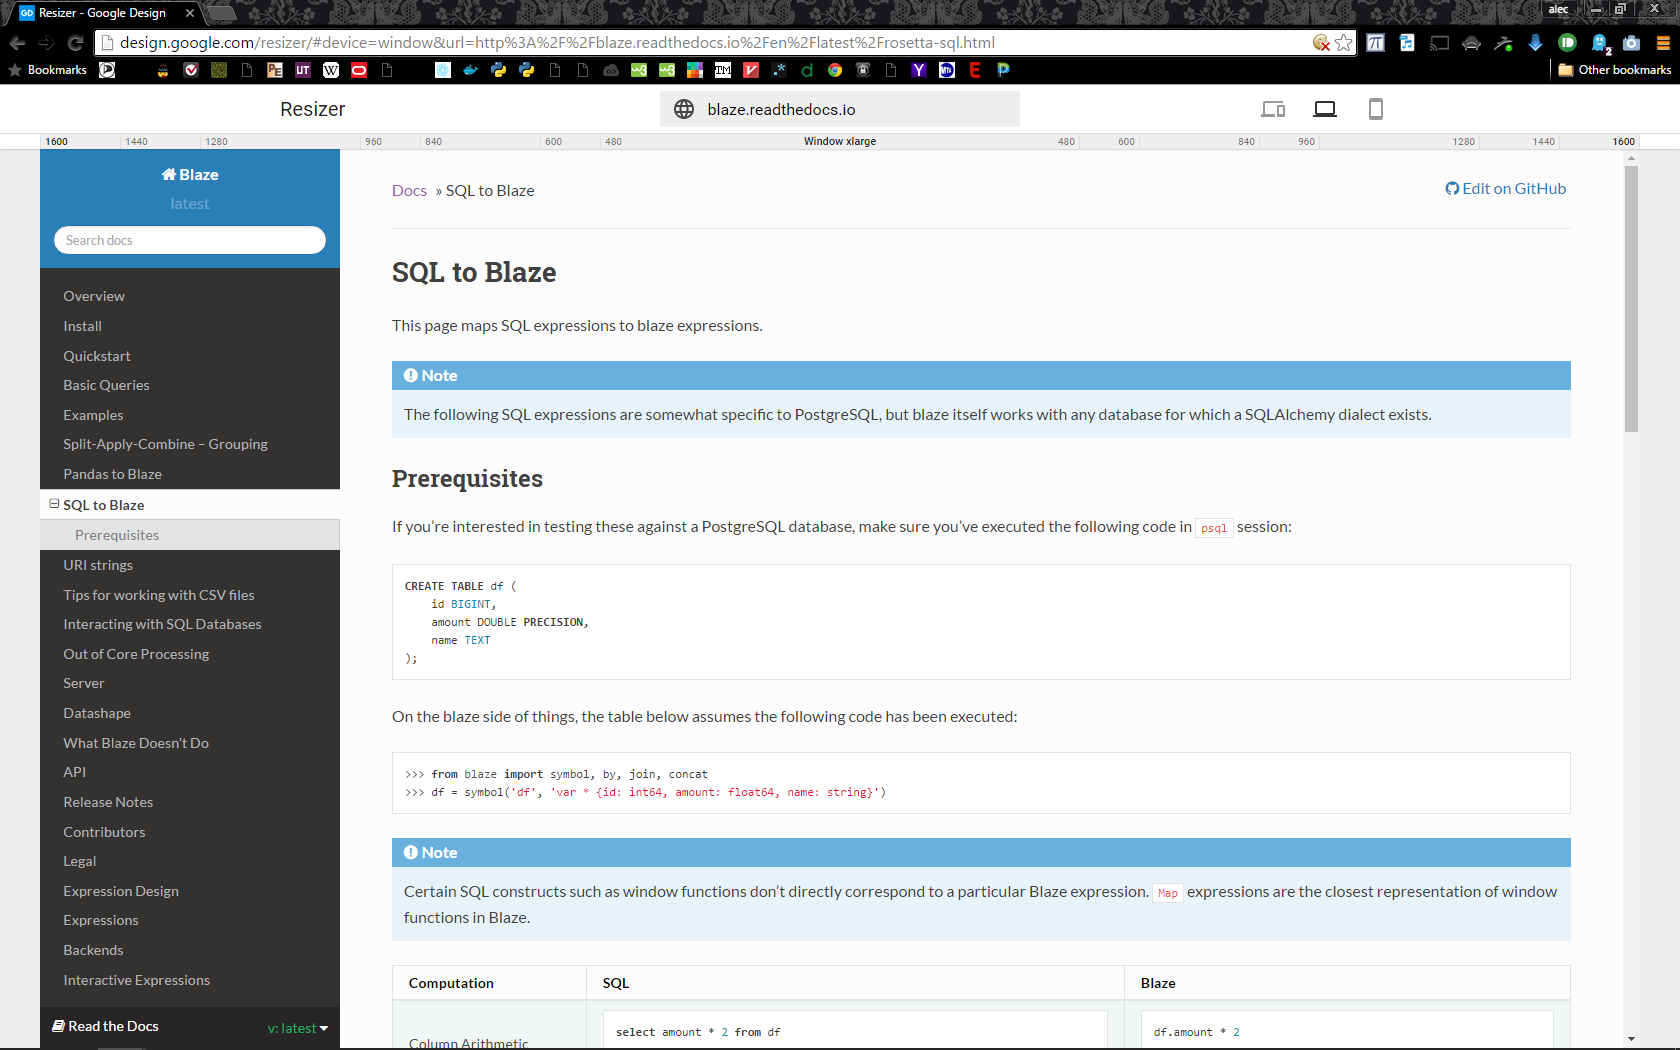 Resizer - Google Design
alec
design.google.com/resizer/#device=window&url=http%3A%2F%2Fblaze.readthedocs.io%2Fen%2Flatest%2Frosetta-sql.html
Bookmarks
Other bookmarks
Resizer
blaze.readthedocs.io
1600 1440 1280 960 840 600 480 Window xlarge 480 600 840 960 1280 1440 1600
Blaze
latest
Search docs
Overview
Install
Quickstart
Basic Queries
Examples
Split-Apply-Combine – Grouping
Pandas to Blaze
SQL to Blaze
Prerequisites
URI strings
Tips for working with CSV files
Interacting with SQL Databases
Out of Core Processing
Server
Datashape
What Blaze Doesn't Do
API
Release Notes
Contributors
Legal
Expression Design
Expressions
Backends
Interactive Expressions
Read the Docs
v: latest
Docs » SQL to Blaze
Edit on GitHub
SQL to Blaze
This page maps SQL expressions to blaze expressions.
Note
The following SQL expressions are somewhat specific to PostgreSQL, but blaze itself works with any database for which a SQLAlchemy dialect exists.
Prerequisites
If you're interested in testing these against a PostgreSQL database, make sure you've executed the following code in psql session:
CREATE TABLE df (
id BIGINT,
amount DOUBLE PRECISION,
name TEXT
);
On the blaze side of things, the table below assumes the following code has been executed:
>>> from blaze import symbol, by, join, concat
>>> df = symbol('df', 'var * {id: int64, amount: float64, name: string}')
Note
Certain SQL constructs such as window functions don't directly correspond to a particular Blaze expression. Map expressions are the closest representation of window
functions in Blaze.
Computation SQL Blaze
Column Arithmetic
select amount * 2 from df
df.amount * 2